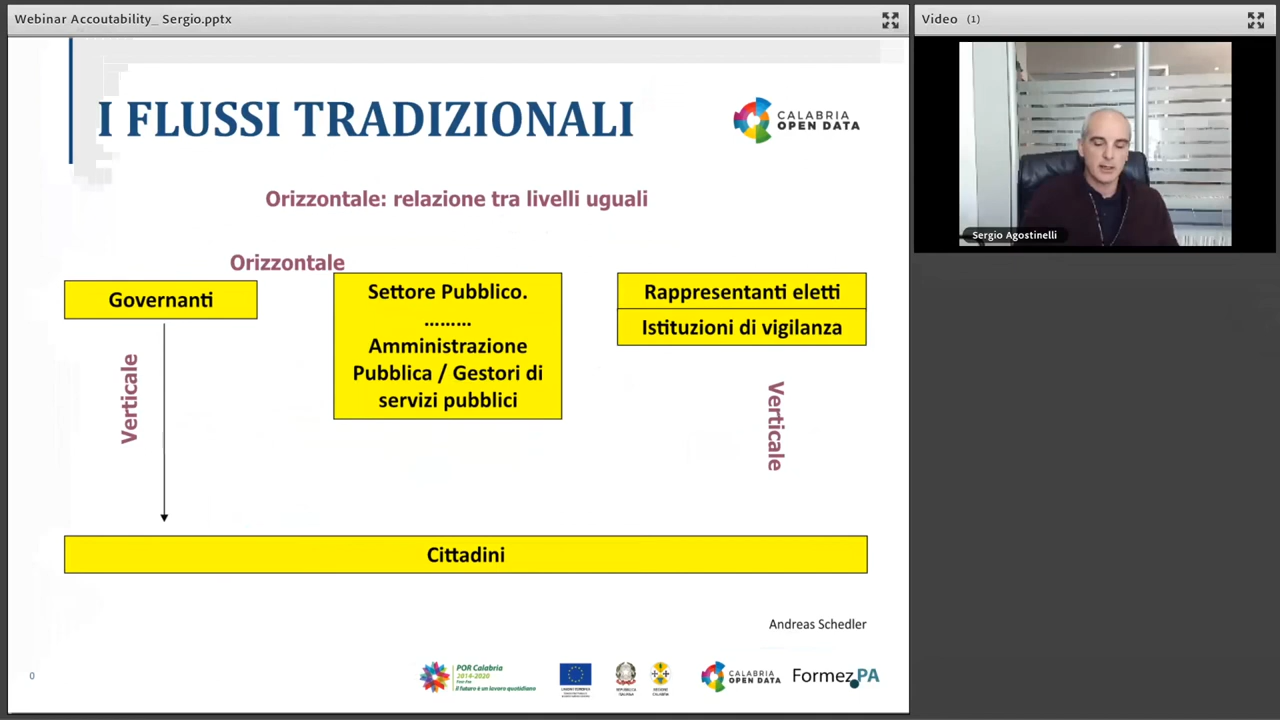 Webinar Accoutability_ Sergio.pptx
Video (1)
I FLUSSI TRADIZIONALI
CALABRIA
OPEN DATA
Orizzontale: relazione tra livelli uguali
Orizzontale
Governanti
Settore Pubblico.
.........
Amministrazione
Pubblica / Gestori di
servizi pubblici
Rappresentanti eletti
Istituzioni di vigilanza
Verticale
Verticale
Cittadini
Andreas Schedler
Sergio Agostinelli
0
POR Calabria
2014-2020
il futuro è un lavoro quotidiano
CALABRIA
OPEN DATA
FormezPA